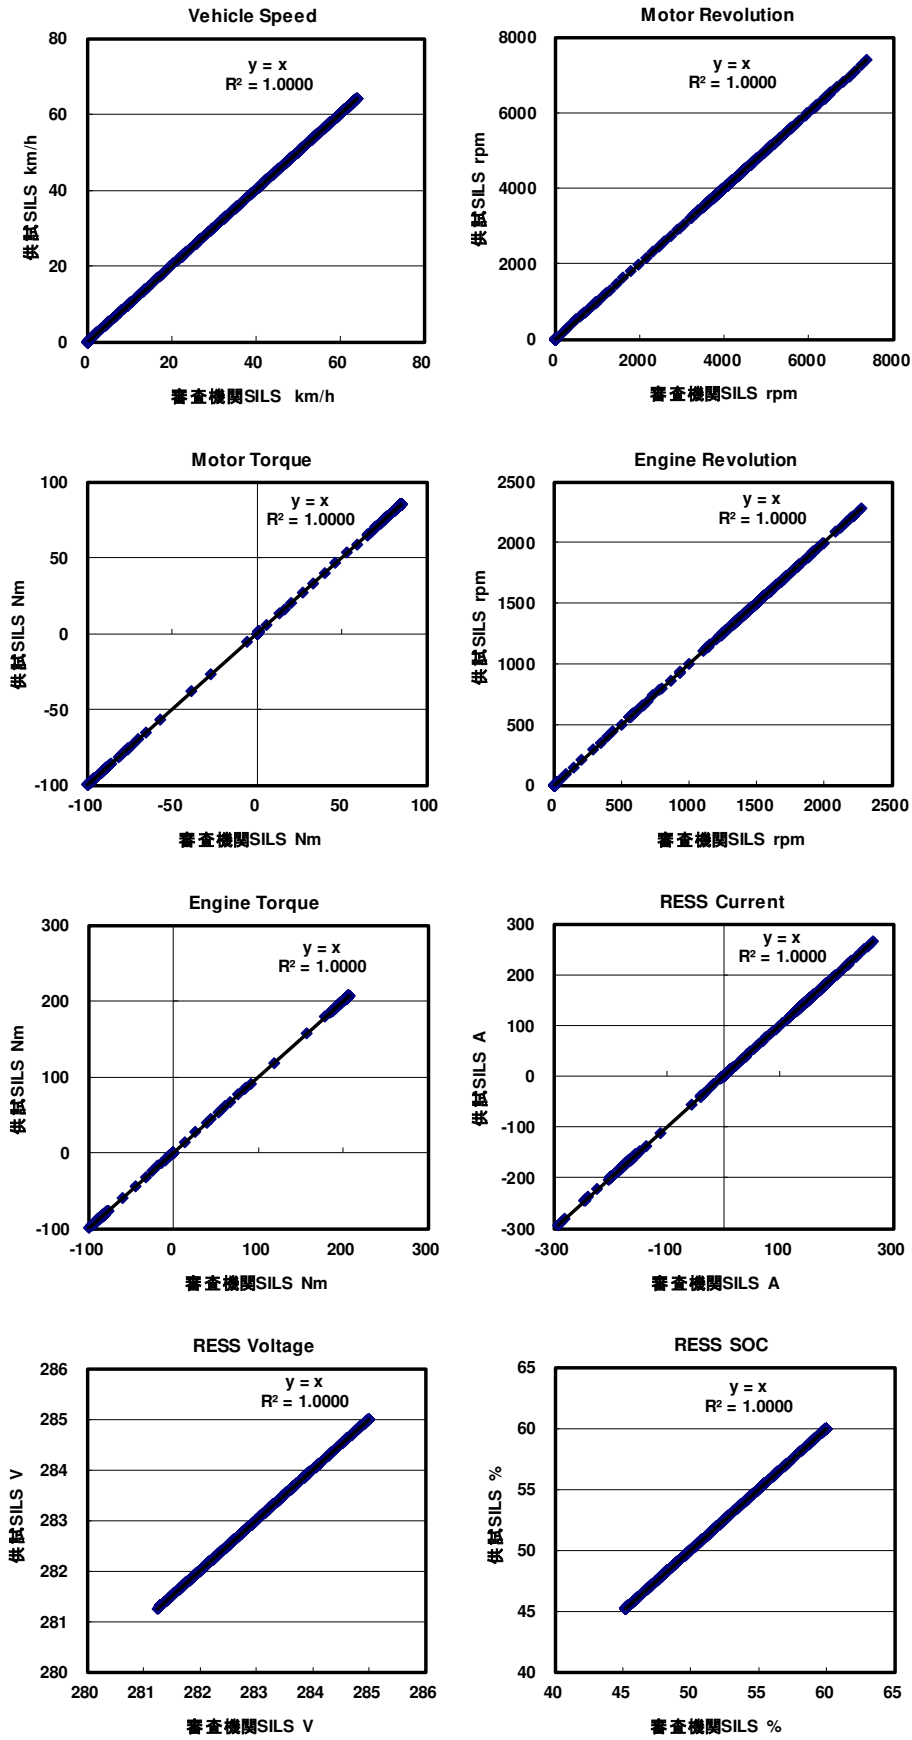 Vehicle Speed
80
60
40
20
0
0 20 40 60 80
y = x
R² = 1.0000
供試SILS km/h
審査機関SILS km/h
Motor Revolution
8000
6000
4000
2000
0
0 2000 4000 6000 8000
y = x
R² = 1.0000
供試SILS rpm
審査機関SILS rpm
Motor Torque
100
50
0
-50
-100
-100 -50 0 50 100
y = x
R² = 1.0000
供試SILS Nm
審査機関SILS Nm
Engine Revolution
2500
2000
1500
1000
500
0
0 500 1000 1500 2000 2500
y = x
R² = 1.0000
供試SILS rpm
審査機関SILS rpm
Engine Torque
300
200
100
0
-100
-100 0 100 200 300
y = x
R² = 1.0000
供試SILS Nm
審査機関SILS Nm
RESS Current
300
200
100
0
-100
-200
-300
-300 -100 100 300
y = x
R² = 1.0000
供試SILS A
審査機関SILS A
RESS Voltage
286
285
284
283
282
281
280
280 281 282 283 284 285 286
y = x
R² = 1.0000
供試SILS V
審査機関SILS V
RESS SOC
65
60
55
50
45
40
40 45 50 55 60 65
y = x
R² = 1.0000
供試SILS %
審査機関SILS %